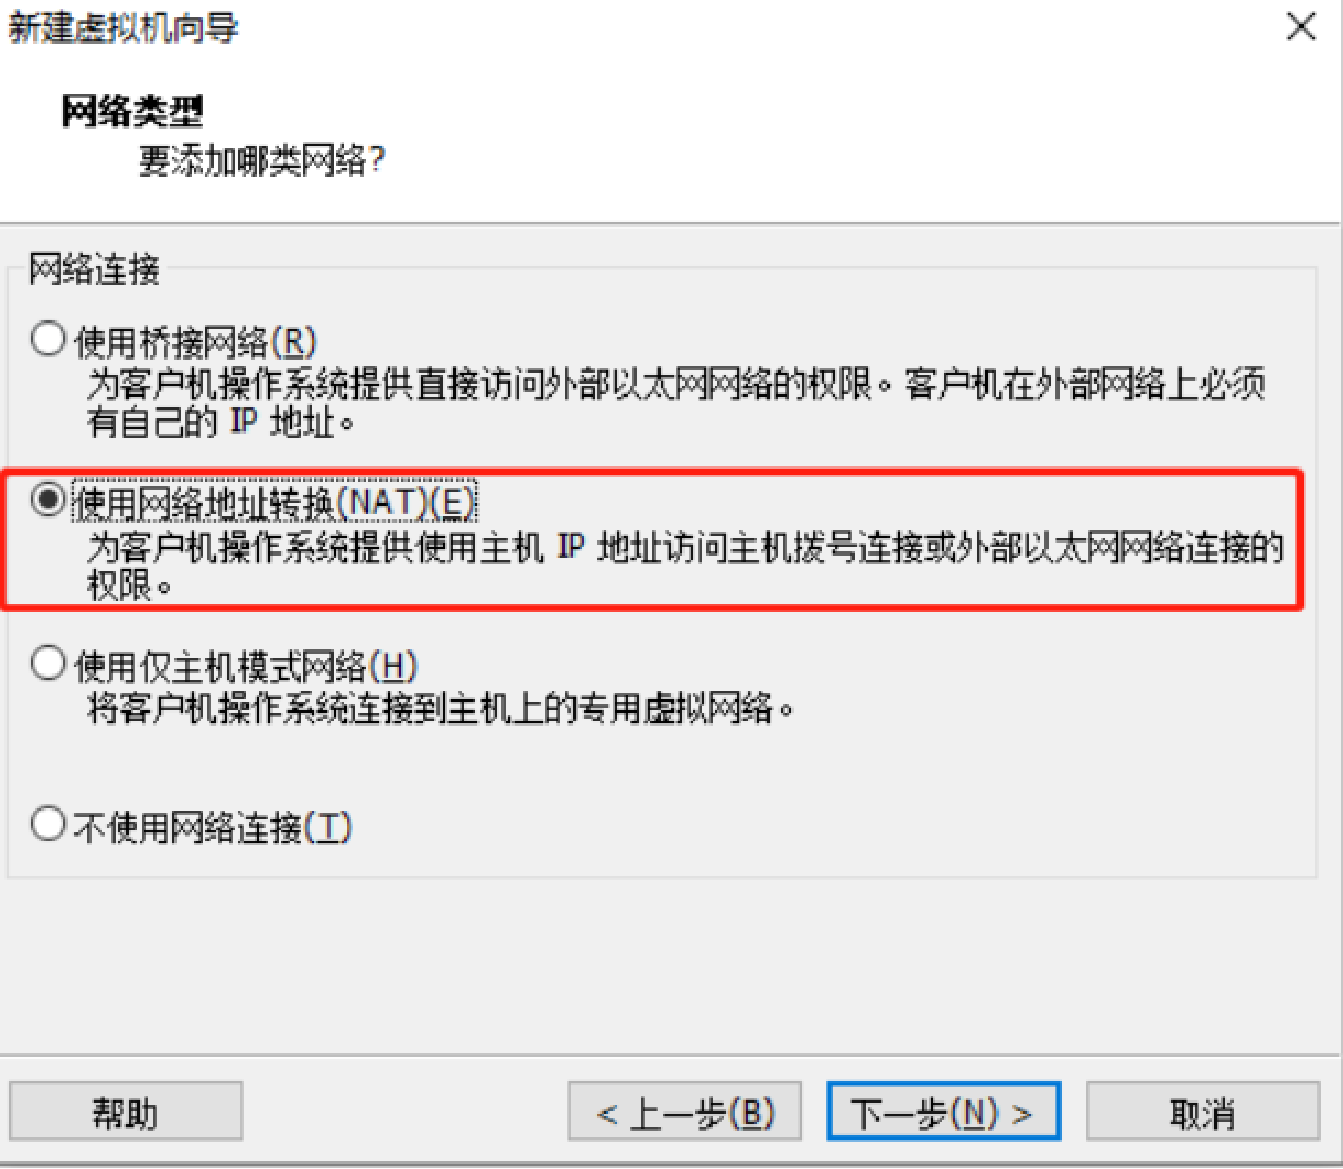 新建虚拟机向导
网络类型
要添加哪类网络?
网络连接
使用桥接网络(R)
为客户机操作系统提供直接访问外部以太网网络的权限。客户机在外部网络上必须
有自己的 IP 地址。
使用网络地址转换(NAT)(E)
为客户机操作系统提供使用主机 IP 地址访问主机拨号连接或外部以太网网络连接的
权限。
使用仅主机模式网络(H)
将客户机操作系统连接到主机上的专用虚拟网络。
不使用网络连接(T)
帮助
< 上一步(B)
下一步(N) >
取消